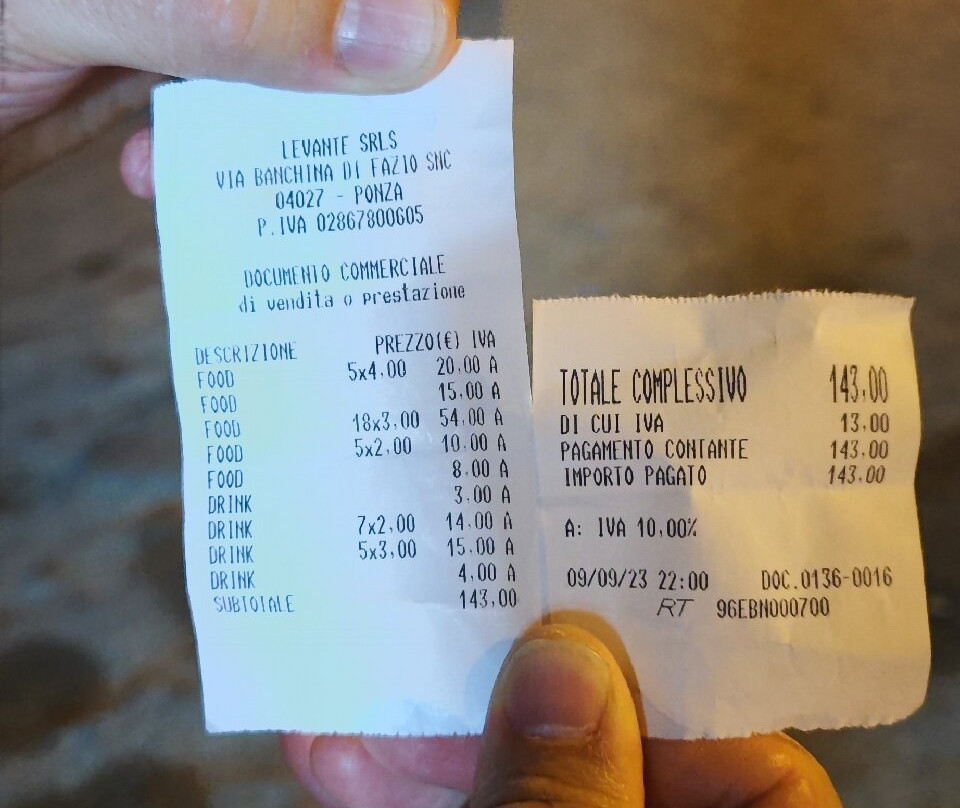 LEVANTE SRLS
VIA BANCHINA DI FAZIO SNC
04027 - PONZA
P.IVA 02867800605
DOCUMENTO COMMERCIALE
di vendita o prestazione
DESCRIZIONE PREZZO(€) IVA
FOOD 5x4,00 20,00 A
FOOD 15,00 A
FOOD 18x3,00 54,00 A
FOOD 5x2,00 10,00 A
FOOD 8,00 A
DRINK 3,00 A
DRINK 7x2,00 14,00 A
DRINK 5x3,00 15,00 A
DRINK 4,00 A
SUBTOTALE 143,00
TOTALE COMPLESSIVO 143,00
DI CUI IVA 13,00
PAGAMENTO CONTANTE 143,00
IMPORTO PAGATO 143,00
A: IVA 10,00%
09/09/23 22:00 DOC.0136-0016
RT 96EBN000700